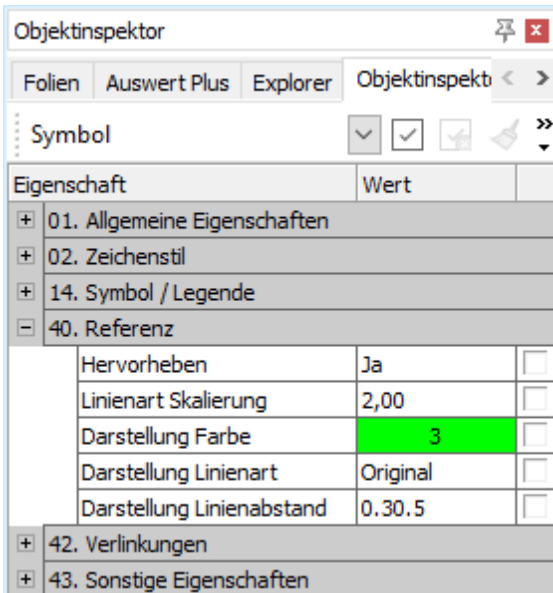 Objektinspektor
Folien Auswert Plus Explorer Objektinspekt
Symbol
Eigenschaft Wert
01. Allgemeine Eigenschaften
02. Zeichenstil
14. Symbol / Legende
40. Referenz
Hervorheben Ja
Linienart Skalierung 2,00
Darstellung Farbe 3
Darstellung Linienart Original
Darstellung Linienabstand 0.30.5
42. Verlinkungen
43. Sonstige Eigenschaften